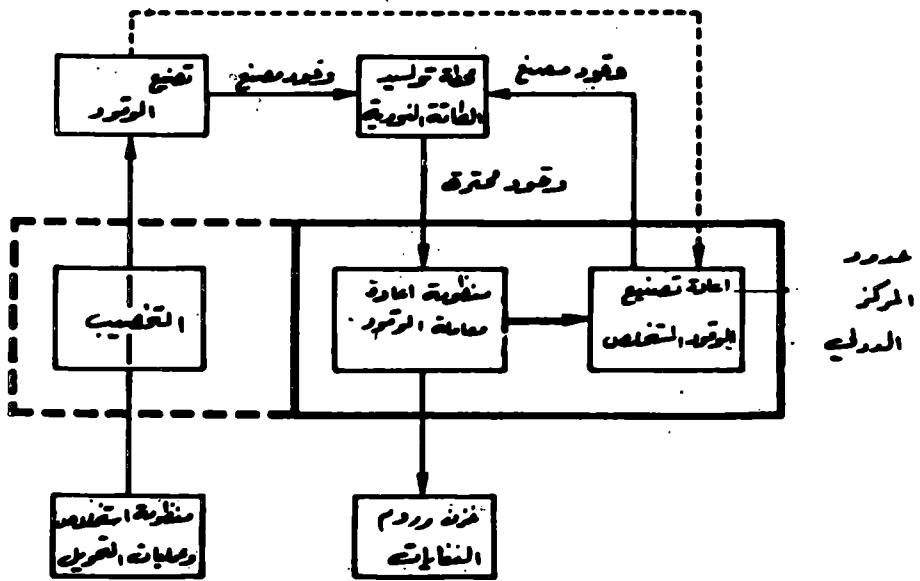 تصنيع
الوقود
وقود مصنع
محطة توليد
الطاقة النووية
وقود مصنع
وقود محترق
التخصيب
منظومة اعادة
معاملة الوقود
اعادة تصنيع
الوقود المستخلص
حدود
المركز
الدولي
منظومة استخلاص
وعمليات التحويل
خزن وردم
النفايات